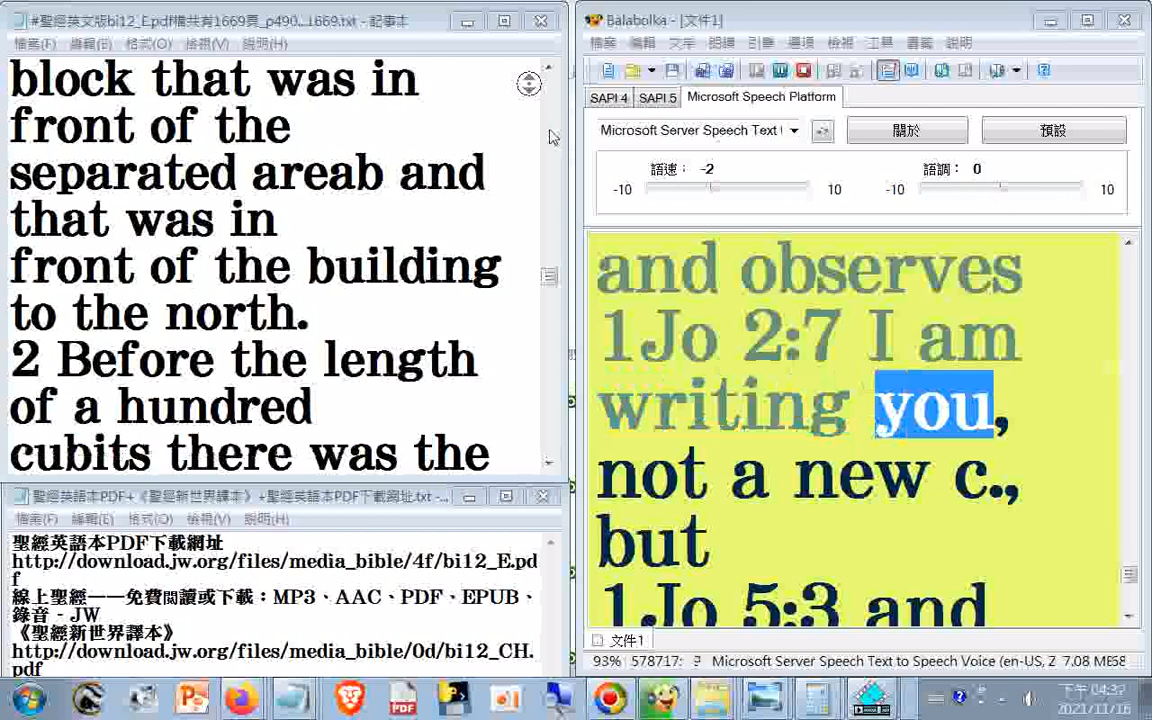 #聖經英文版bi12_E.pdf檔共有1669頁_p490...1669.txt - 記事本
檔案(F) 編輯(E) 格式(O) 檢視(V) 說明(H)
block that was in
front of the
separated areab and
that was in
front of the building
to the north.
2 Before the length
of a hundred
cubits there was the
聖經英語本PDF+《聖經新世界譯本》+聖經英語本PDF下載網址.txt - ...
檔案(F) 編輯(E) 格式(O) 檢視(V) 說明(H)
聖經英語本PDF下載網址
http://download.jw.org/files/media_bible/4f/bi12_E.pd
f
線上聖經——免費閱讀或下載：MP3、AAC、PDF、EPUB、
錄音 - JW
《聖經新世界譯本》
http://download.jw.org/files/media_bible/0d/bi12_CH.
pdf
Balabolka - [文件1]
檔案 編輯 文字 朗讀 引擎 選項 檢視 工具 書籤 說明
SAPI 4 SAPI 5 Microsoft Speech Platform
Microsoft Server Speech Text 關於 預設
語速： -2 語調： 0
-10 10 -10 10
and observes
1Jo 2:7 I am
writing you,
not a new c.,
but
1Jo 5:3 and
文件1
93% 578717: Microsoft Server Speech Text to Speech Voice (en-US, Z 7.08 MB
PDF
下午 04:37
2021/11/16